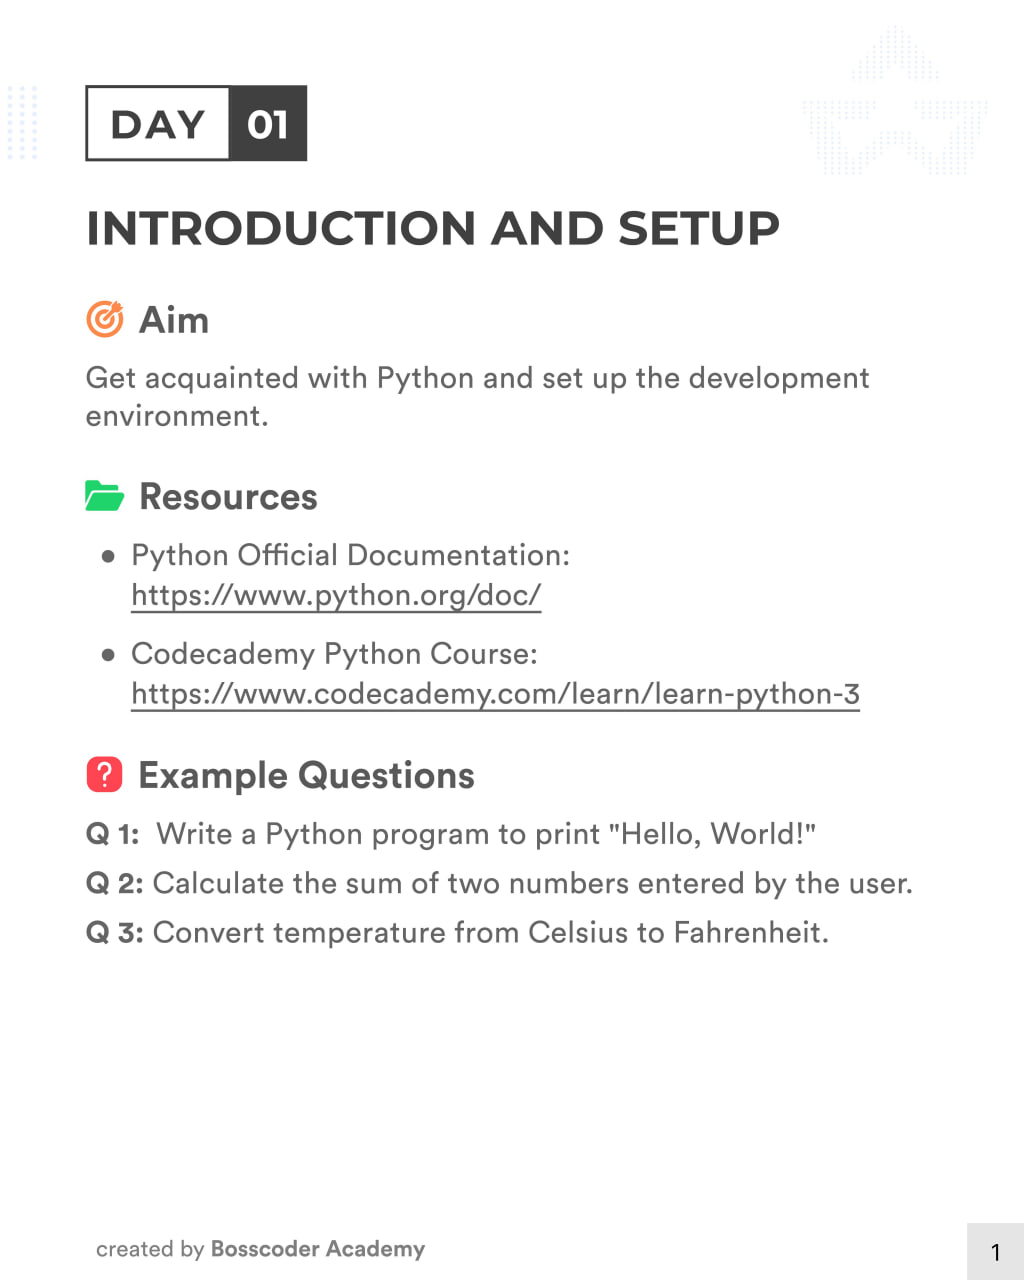 DAY 01
INTRODUCTION AND SETUP
Aim
Get acquainted with Python and set up the development
environment.
Resources
● Python Official Documentation:
https://www.python.org/doc/
● Codecademy Python Course:
https://www.codecademy.com/learn/learn-python-3
? Example Questions
Q 1: Write a Python program to print "Hello, World!"
Q 2: Calculate the sum of two numbers entered by the user.
Q 3: Convert temperature from Celsius to Fahrenheit.
created by Bosscoder Academy
1